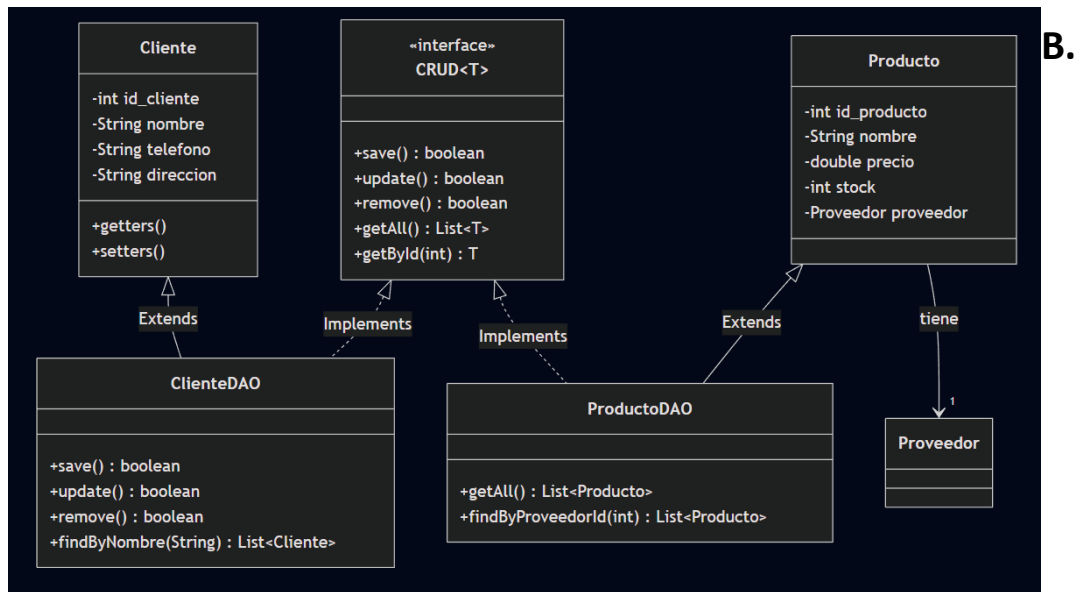 B.
Cliente
-int id_cliente
-String nombre
-String telefono
-String direccion
+getters()
+setters()
«interface»
CRUD<T>
+save() : boolean
+update() : boolean
+remove() : boolean
+getAll() : List<T>
+getById(int) : T
Producto
-int id_producto
-String nombre
-double precio
-int stock
-Proveedor proveedor
Extends
Implements
Implements
Extends
tiene
1
ClienteDAO
+save() : boolean
+update() : boolean
+remove() : boolean
+findByNombre(String) : List<Cliente>
ProductoDAO
+getAll() : List<Producto>
+findByProveedorId(int) : List<Producto>
Proveedor